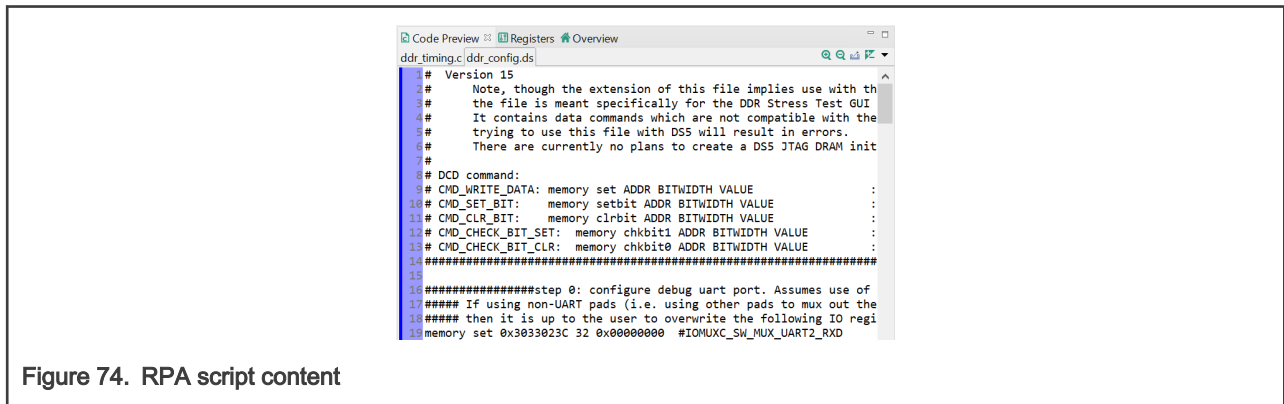 Code Preview Registers Overview
ddr_timing.c ddr_config.ds
1 # Version 15
2 # Note, though the extension of this file implies use with th
3 # the file is meant specifically for the DDR Stress Test GUI
4 # It contains data commands which are not compatible with the
5 # trying to use this file with DS5 will result in errors.
6 # There are currently no plans to create a DS5 JTAG DRAM init
7 #
8 # DCD command:
9 # CMD_WRITE_DATA: memory set ADDR BITWIDTH VALUE :
10 # CMD_SET_BIT: memory setbit ADDR BITWIDTH VALUE :
11 # CMD_CLR_BIT: memory clrbit ADDR BITWIDTH VALUE :
12 # CMD_CHECK_BIT_SET: memory chkbit1 ADDR BITWIDTH VALUE :
13 # CMD_CHECK_BIT_CLR: memory chkbit0 ADDR BITWIDTH VALUE :
14 ##################################################################
15
16 ################step 0: configure debug uart port. Assumes use of
17 ##### If using non-UART pads (i.e. using other pads to mux out the
18 ##### then it is up to the user to overwrite the following IO regi
19 memory set 0x3033023C 32 0x00000000 #IOMUXC_SW_MUX_UART2_RXD
Figure 74. RPA script content